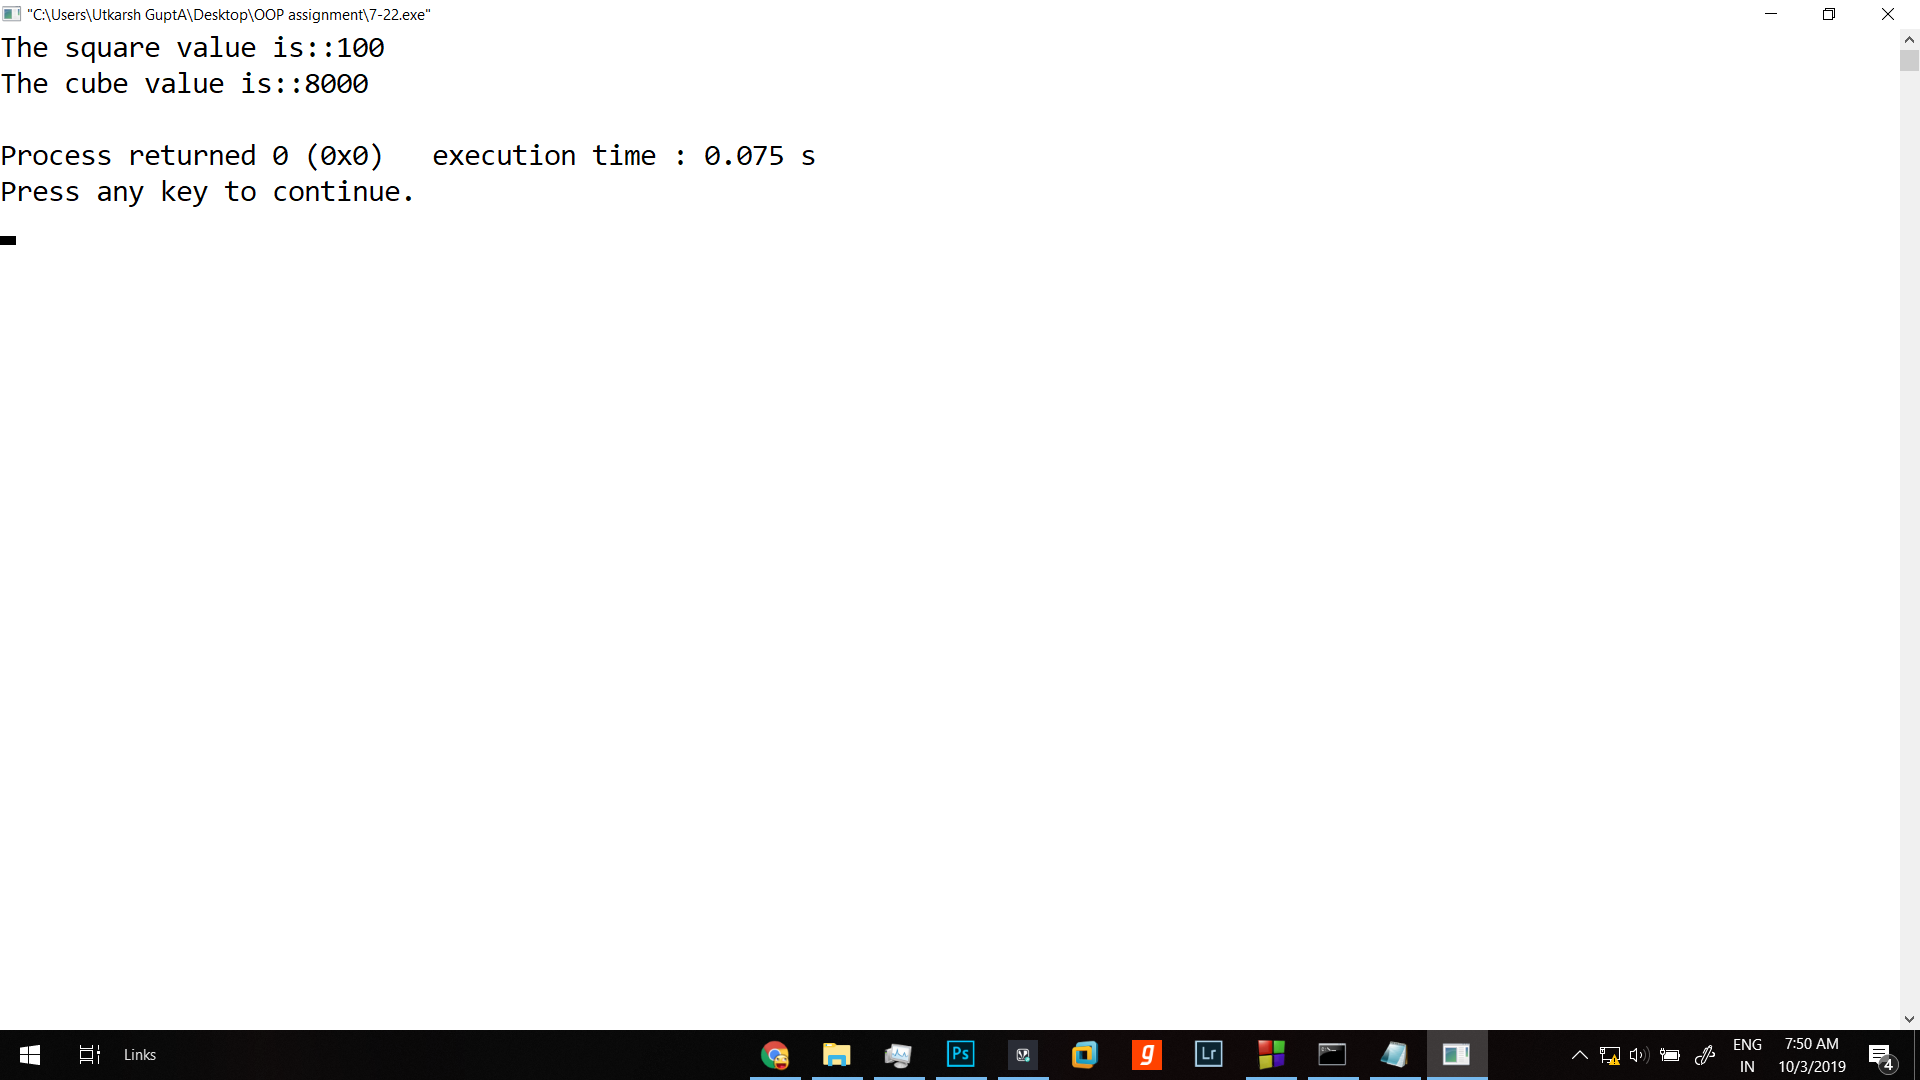 "C:\Users\Utkarsh GuptA\Desktop\OOP assignment\7-22.exe"
The square value is::100
The cube value is::8000
Process returned 0 (0x0)   execution time : 0.075 s
Press any key to continue.
Links
Ps
g
Lr
ENG
IN
7:50 AM
10/3/2019
4